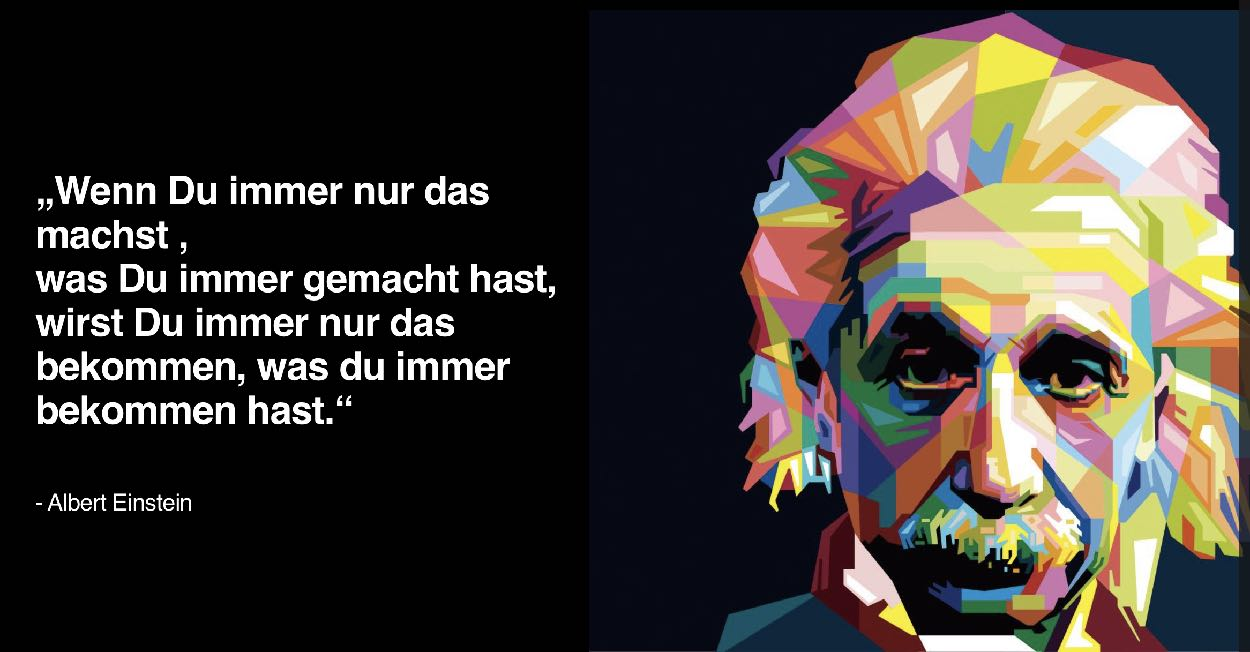 „Wenn Du immer nur das
machst ,
was Du immer gemacht hast,
wirst Du immer nur das
bekommen, was du immer
bekommen hast.“
- Albert Einstein